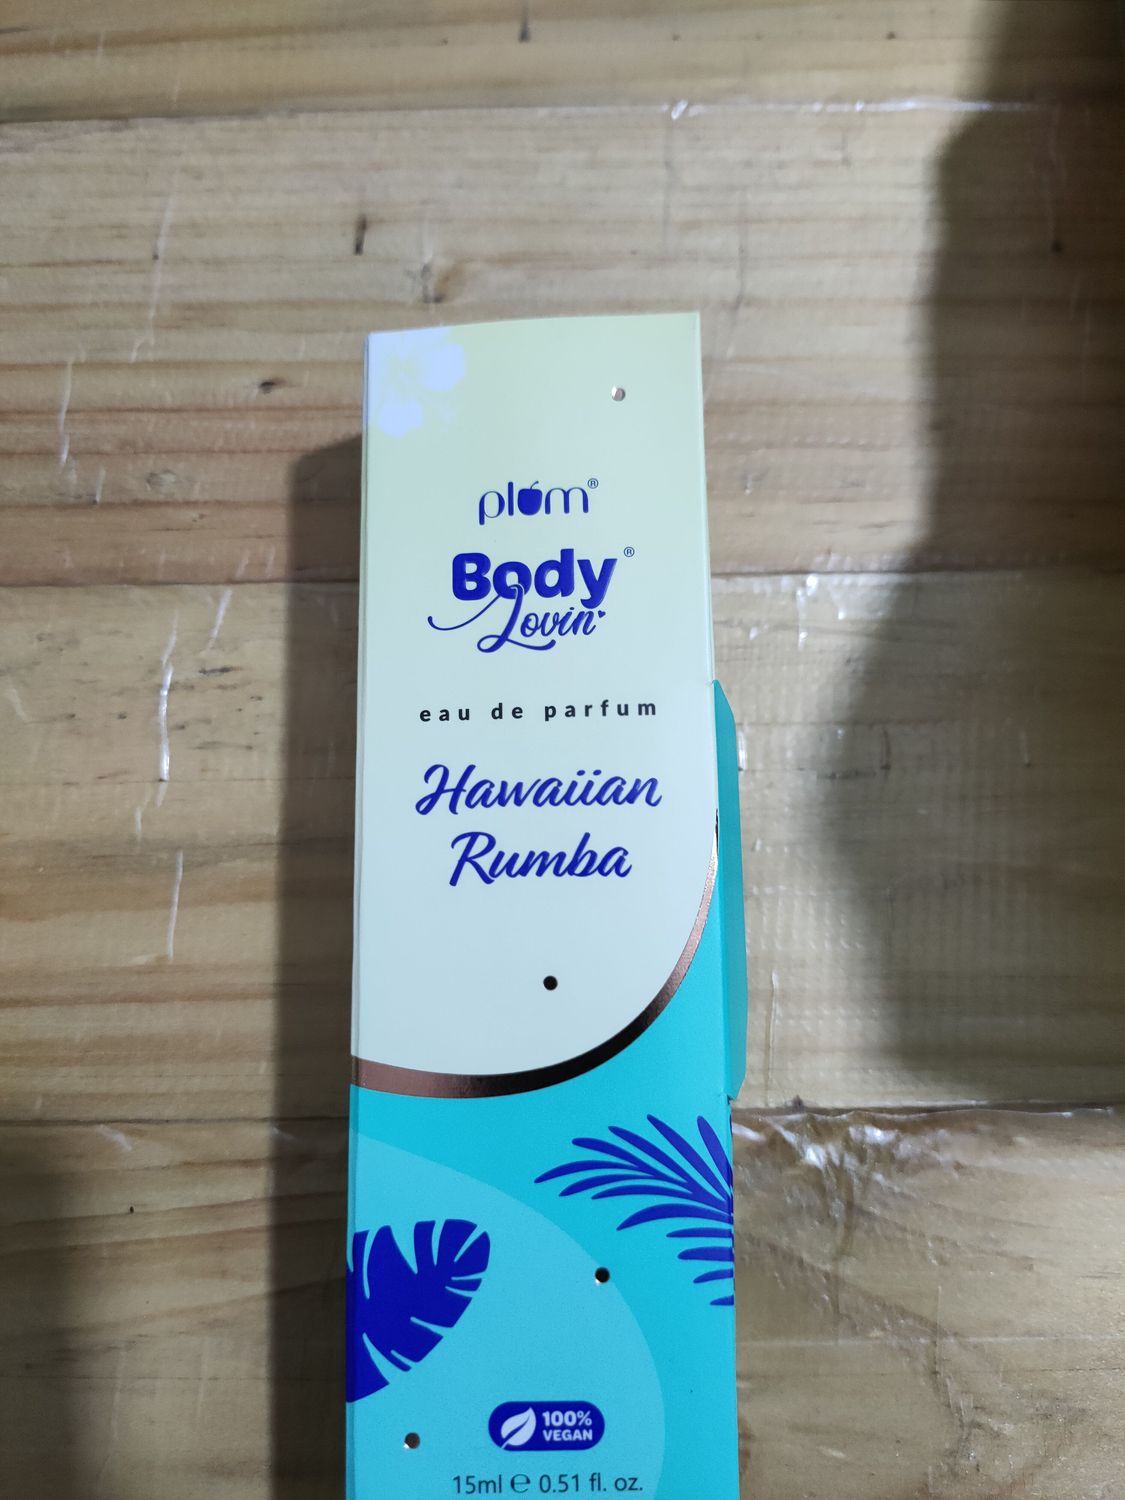 plum®
Body®
Lovin'
eau de parfum
Hawaiian
Rumba
100%
VEGAN
15ml ℮ 0.51 fl. oz.